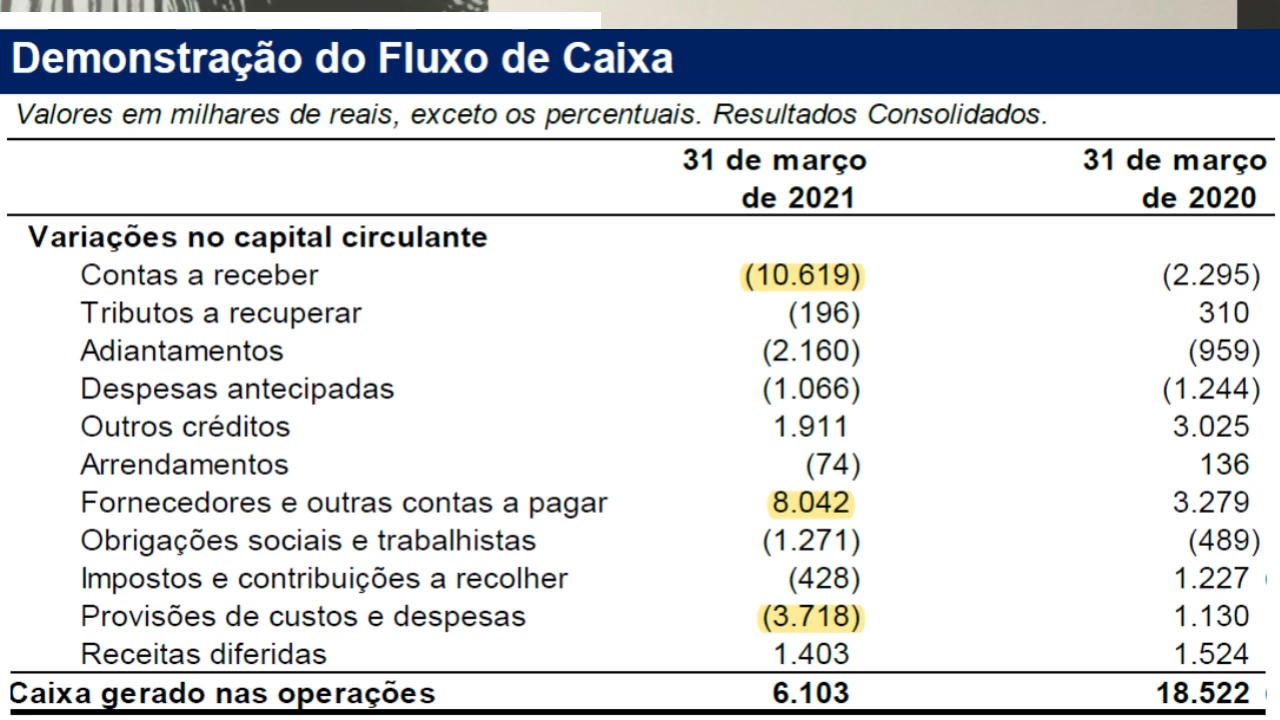 Demonstração do Fluxo de Caixa
Valores em milhares de reais, exceto os percentuais. Resultados Consolidados.
31 de março de 2021 31 de março de 2020
Variações no capital circulante
Contas a receber (10.619) (2.295)
Tributos a recuperar (196) 310
Adiantamentos (2.160) (959)
Despesas antecipadas (1.066) (1.244)
Outros créditos 1.911 3.025
Arrendamentos (74) 136
Fornecedores e outras contas a pagar 8.042 3.279
Obrigações sociais e trabalhistas (1.271) (489)
Impostos e contribuições a recolher (428) 1.227
Provisões de custos e despesas (3.718) 1.130
Receitas diferidas 1.403 1.524
Caixa gerado nas operações 6.103 18.522